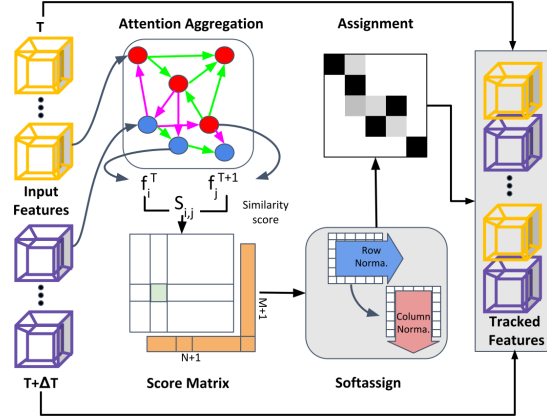 T
Attention Aggregation
Assignment
Input
Features
f_i^T
f_j^{T+1}
S_{i,j}
Similarity
score
Row
Norma.
Column
Norma.
M+1
N+1
T+ΔT
Score Matrix
Softassign
Tracked
Features